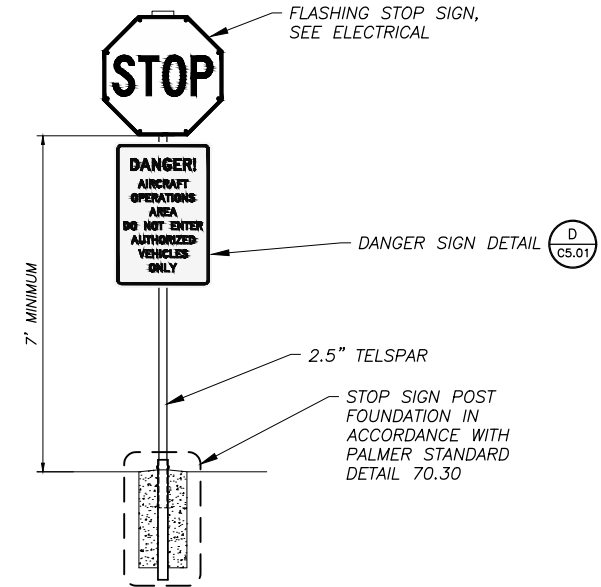 FLASHING STOP SIGN,
SEE ELECTRICAL
STOP
DANGER!
AIRCRAFT
OPERATIONS
AREA
DO NOT ENTER
AUTHORIZED
VEHICLES
ONLY
DANGER SIGN DETAIL
D
C5.01
7' MINIMUM
2.5" TELSPAR
STOP SIGN POST
FOUNDATION IN
ACCORDANCE WITH
PALMER STANDARD
DETAIL 70.30